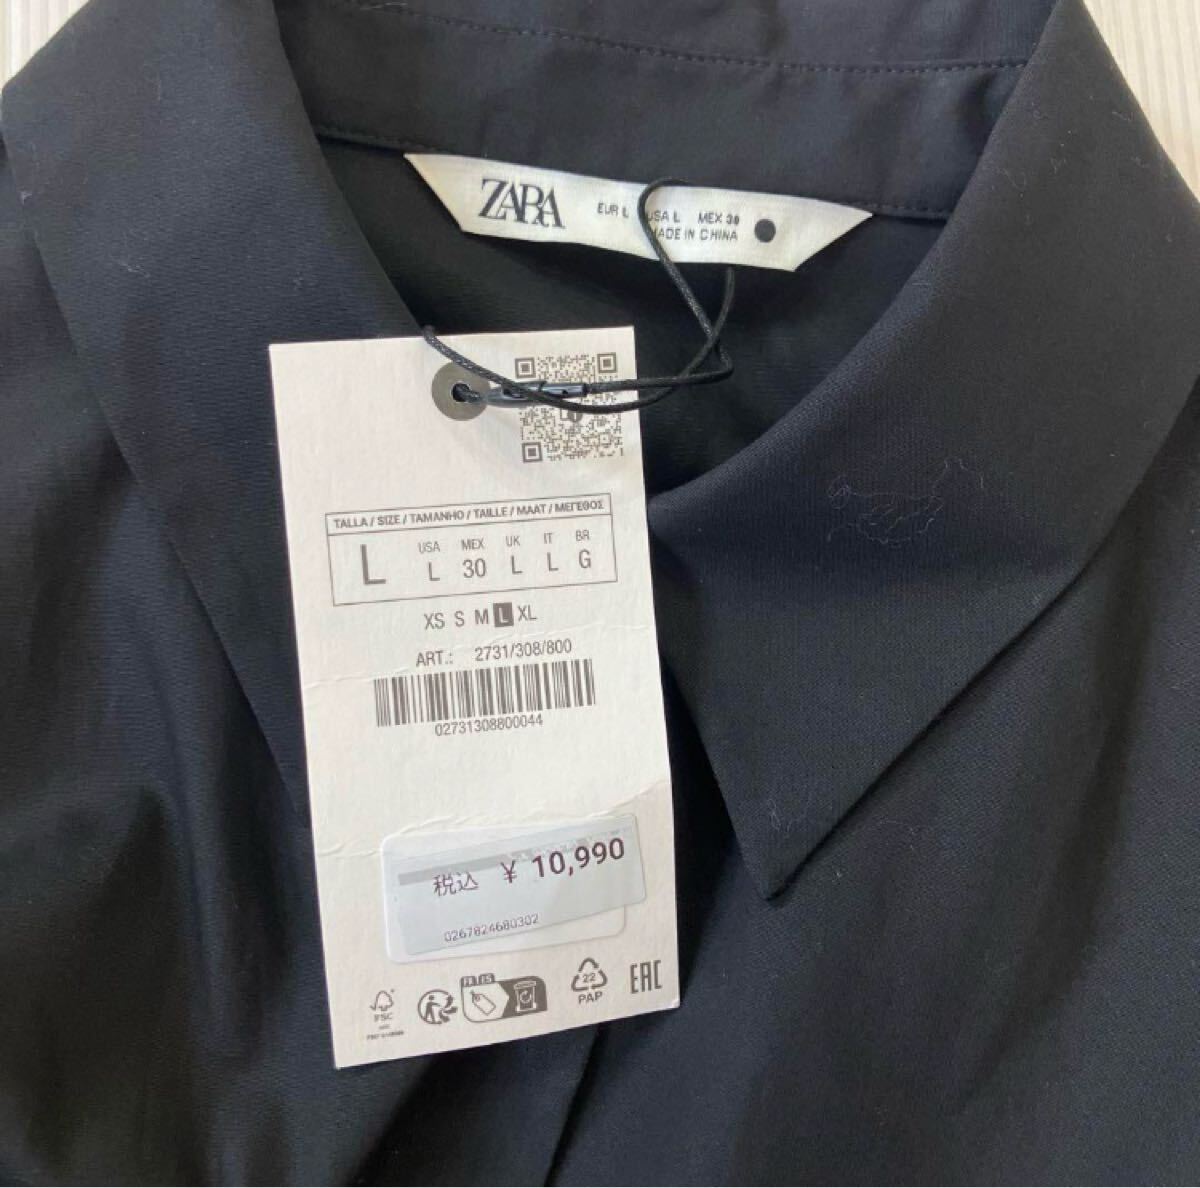 ZARA
EUR L USA L MEX 30
MADE IN CHINA
TALLA / SIZE / TAMANHO / TAILLE / MAAT / ΜΕΓΕΘΟΣ
USA MEX UK IT BR
L L 30 L L G
XS S M L XL
ART.: 2731/308/800
02731308800044
税込 ¥ 10,990
0267824680302
FSC
22
PAP
EAC